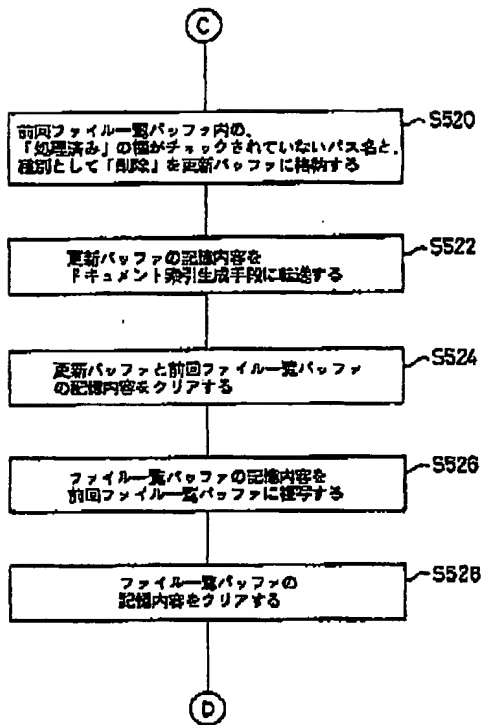 C
前回ファイル一覧バッファ内の、
「処理済み」の欄がチェックされていないパス名と、
種別として「削除」を更新バッファに格納する
S520
更新バッファの記憶内容を
ドキュメント索引生成手段に転送する
S522
更新バッファと前回ファイル一覧バッファ
の記憶内容をクリアする
S524
ファイル一覧バッファの記憶内容を
前回ファイル一覧バッファに複写する
S526
ファイル一覧バッファの
記憶内容をクリアする
S528
D